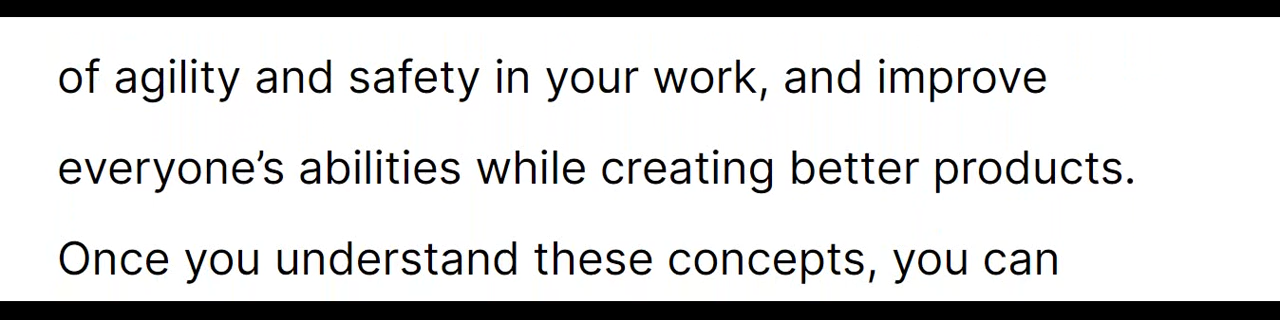 of agility and safety in your work, and improve
everyone’s abilities while creating better products.
Once you understand these concepts, you can